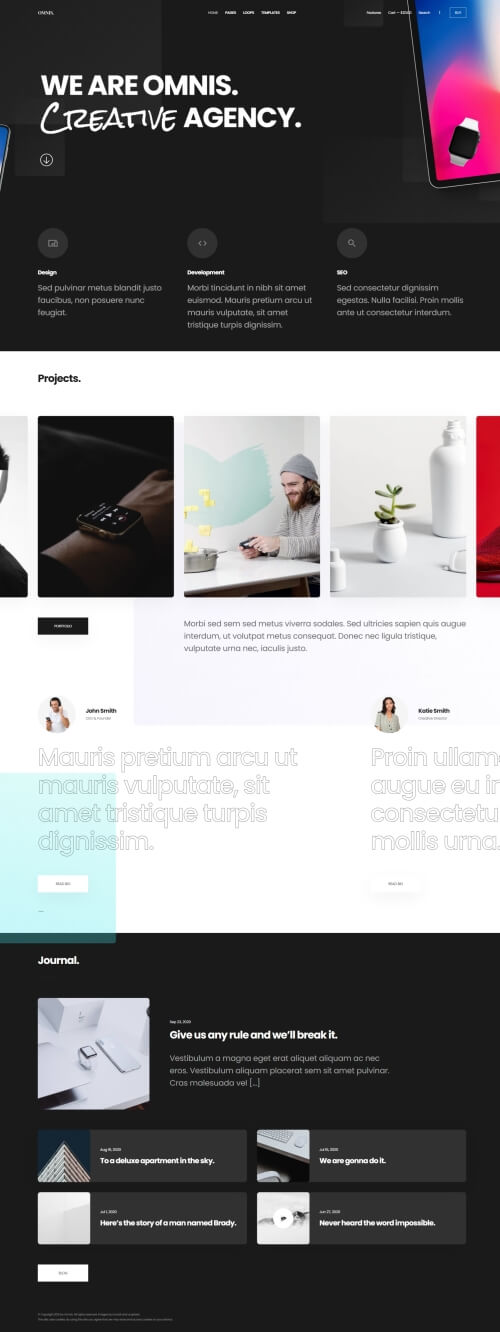 OMNIS.
HOME PAGES LOOPS TEMPLATES SHOP
Features Cart — Search BUY
WE ARE OMNIS.
CREATIVE AGENCY.
Design
Sed pulvinar metus blandit justo
faucibus, non posuere nunc
feugiat.
Development
Morbi tincidunt in nibh sit amet
euismod. Mauris pretium arcu ut
mauris vulputate, sit amet
tristique turpis dignissim.
SEO
Sed consectetur dignissim
egestas. Nulla facilisi. Proin mollis
ante ut consectetur interdum.
Projects.
PORTFOLIO
Morbi sed sem sed metus viverra sodales. Sed ultricies sapien quis augue
interdum, ut volutpat metus consequat. Donec nec ligula tristique,
vulputate urna nec, iaculis justo.
John Smith
CEO & Founder
Mauris pretium arcu ut
mauris vulputate, sit
amet tristique turpis
dignissim.
READ BIO
Katie Smith
Creative Director
Proin ullam
augue eu in
consectetu
mollis urna.
READ BIO
Journal.
Sep 23, 2020
Give us any rule and we'll break it.
Vestibulum a magna eget erat aliquet aliquam ac nec
eros. Vestibulum aliquam placerat sem sit amet pulvinar.
Cras malesuada vel [...]
Aug 16, 2020
To a deluxe apartment in the sky.
Jul 15, 2020
We are gonna do it.
Jul 1, 2020
Here's the story of a man named Brady.
Jun 27, 2020
Never heard the word impossible.
BLOG